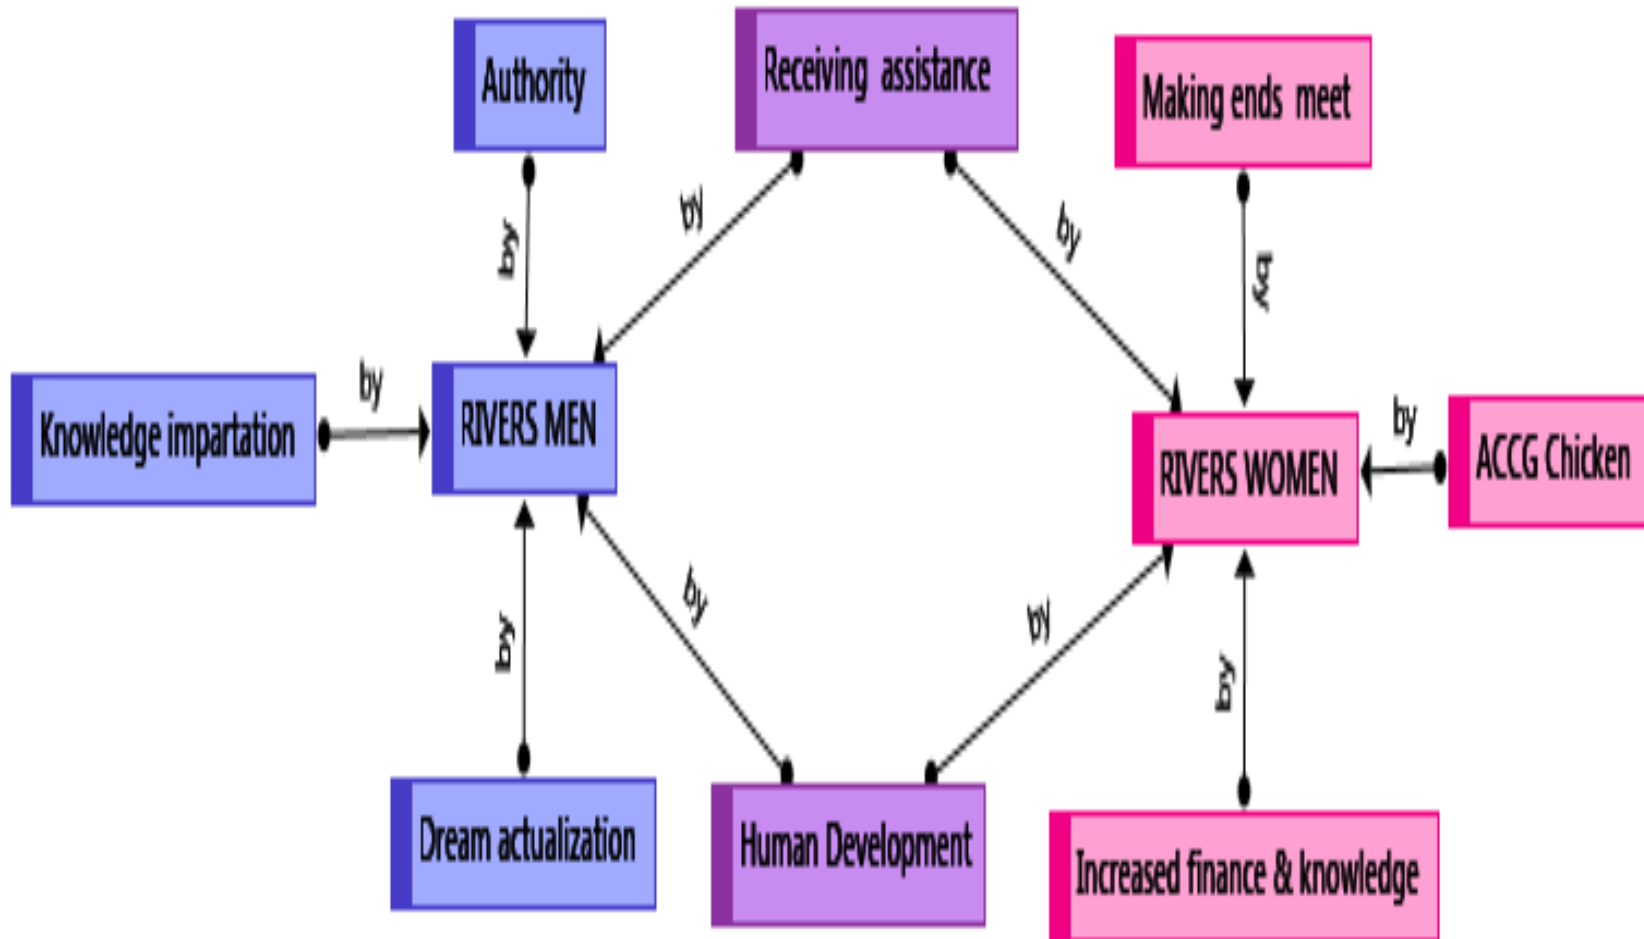 Authority
Receiving assistance
Making ends meet
by
by
by
by
Knowledge impartation
by
RIVERS MEN
RIVERS WOMEN
by
ACCG Chicken
by
by
by
by
Dream actualization
Human Development
Increased finance & knowledge